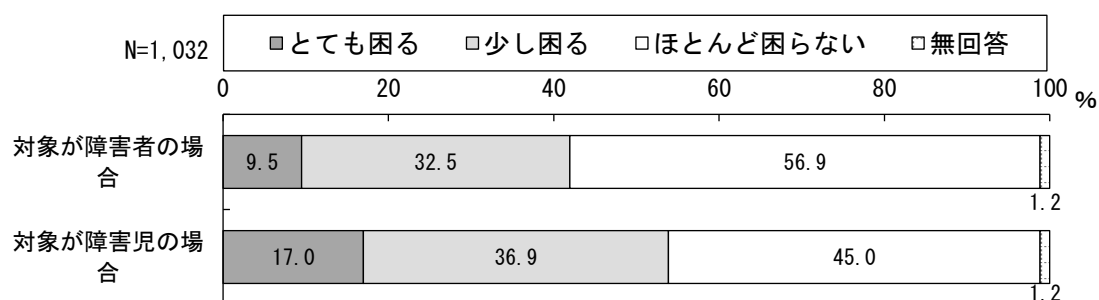 N=1,032
■とても困る □少し困る □ほとんど困らない □無回答
0 20 40 60 80 100 %
対象が障害者の場
合
9.5 32.5 56.9
1.2
対象が障害児の場
合
17.0 36.9 45.0
1.2